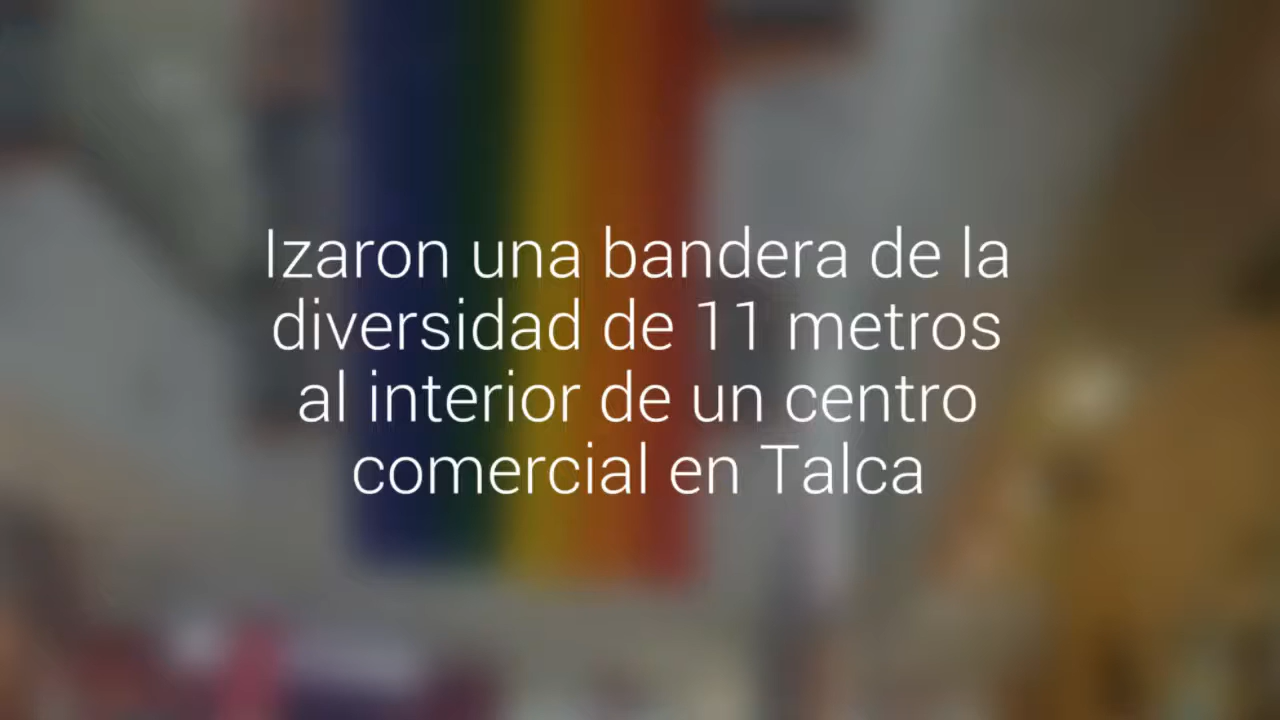 Izaron una bandera de la
diversidad de 11 metros
al interior de un centro
comercial en Talca